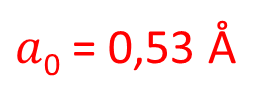 a₀ = 0,53 Å